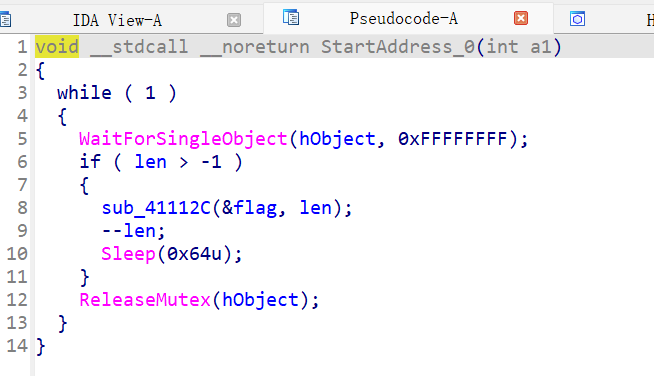 IDA View-A Pseudocode-A H
1 void __stdcall __noreturn StartAddress_0(int a1)
2 {
3   while ( 1 )
4   {
5     WaitForSingleObject(hObject, 0xFFFFFFFF);
6     if ( len > -1 )
7     {
8       sub_41112C(&flag, len);
9       --len;
10       Sleep(0x64u);
11     }
12     ReleaseMutex(hObject);
13   }
14 }